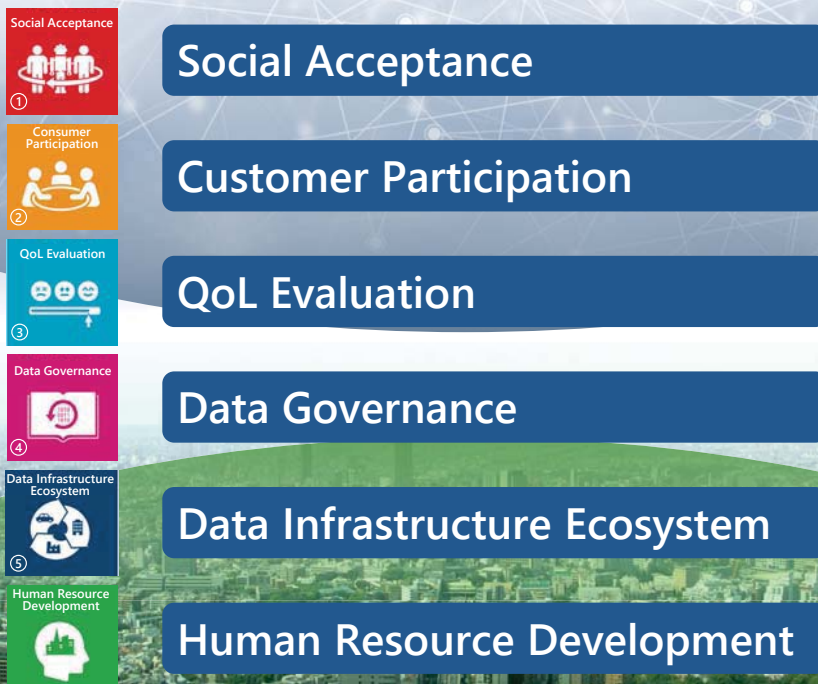 Social Acceptance
①
Social Acceptance
Consumer
Participation
②
Customer Participation
QoL Evaluation
③
QoL Evaluation
Data Governance
④
Data Governance
Data Infrastructure
Ecosystem
⑤
Data Infrastructure Ecosystem
Human Resource
Development
Human Resource Development